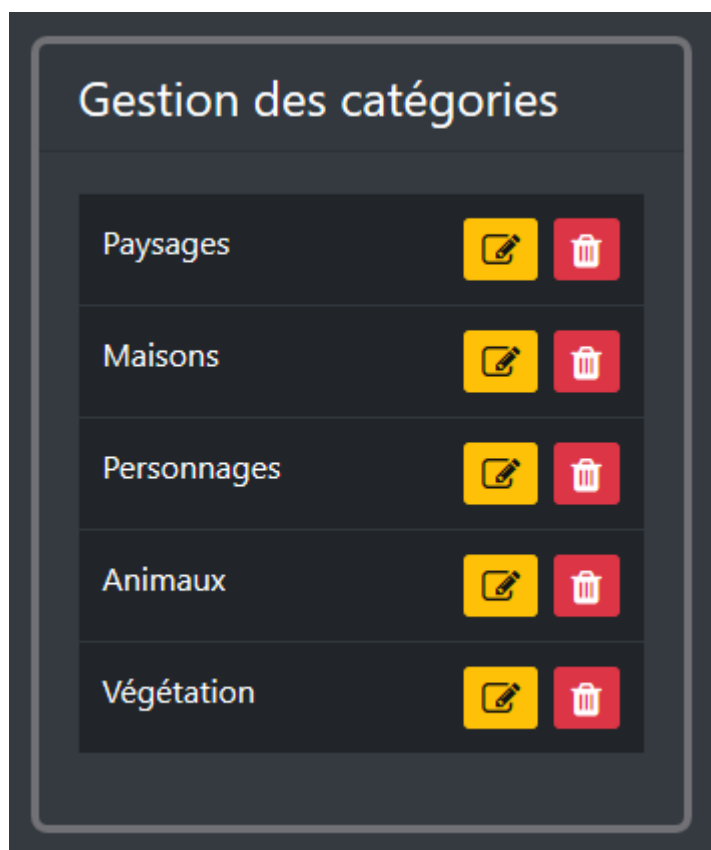 Gestion des catégories
Paysages
Maisons
Personnages
Animaux
Végétation